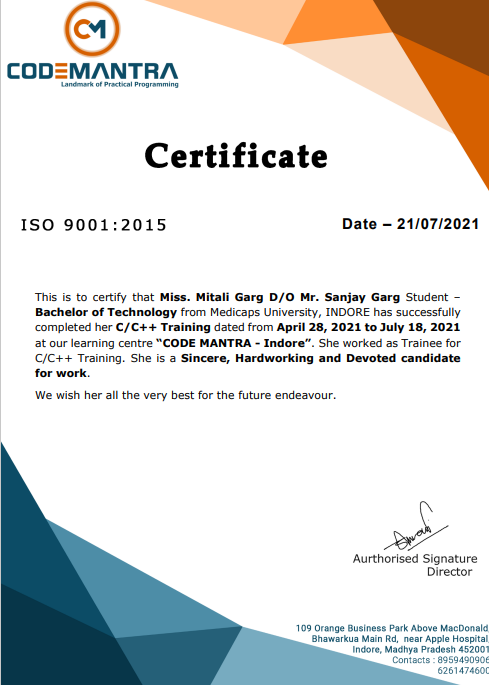 CM
CODEMANTRA
Landmark of Practical Programming
Certificate
ISO 9001:2015
Date – 21/07/2021
This is to certify that Miss. Mitali Garg D/O Mr. Sanjay Garg Student –
Bachelor of Technology from Medicaps University, INDORE has successfully
completed her C/C++ Training dated from April 28, 2021 to July 18, 2021
at our learning centre “CODE MANTRA - Indore”. She worked as Trainee for
C/C++ Training. She is a Sincere, Hardworking and Devoted candidate
for work.
We wish her all the very best for the future endeavour.
Aurthorised Signature
Director
109 Orange Business Park Above MacDonald,
Bhawarkua Main Rd, near Apple Hospital,
Indore, Madhya Pradesh 452001
Contacts : 8959490906
6261474600